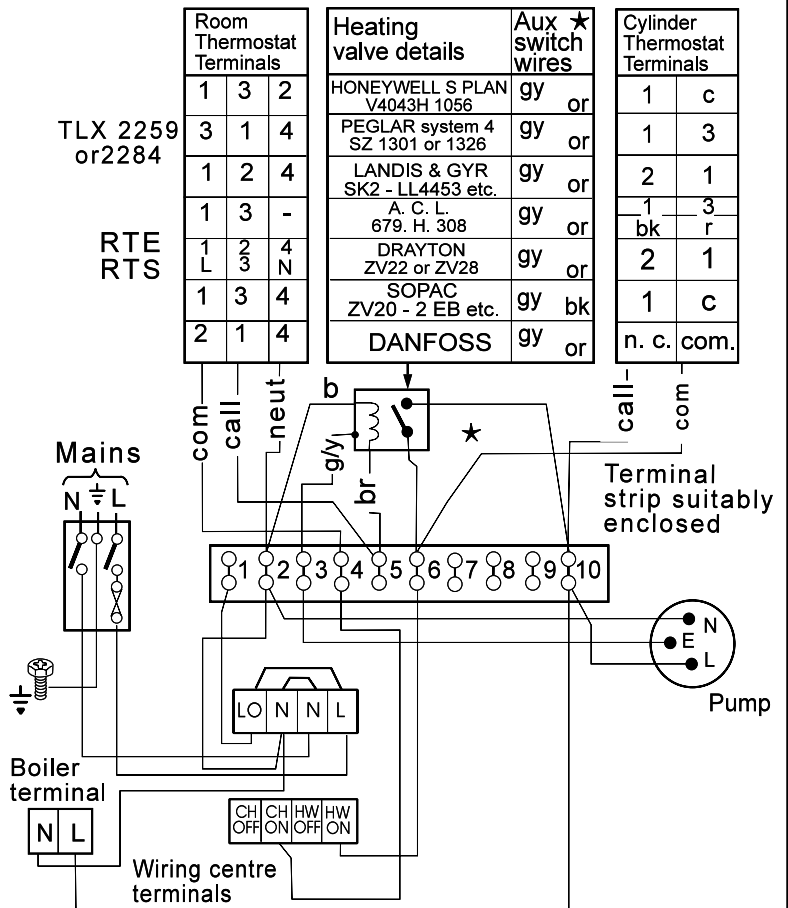 Room
Thermostat
Terminals
1 3 2
3 1 4
1 2 4
1 3 -
1 2 4
L 3 N
1 3 4
2 1 4
TLX 2259
or2284
RTE
RTS
Heating
valve details
Aux ★
switch
wires
HONEYWELL S PLAN
V4043H 1056
gy or
PEGLAR system 4
SZ 1301 or 1326
gy or
LANDIS & GYR
SK2 - LL4453 etc.
gy or
A. C. L.
679. H. 308
gy or
DRAYTON
ZV22 or ZV28
gy or
SOPAC
ZV20 - 2 EB etc.
gy bk
DANFOSS
gy or
Cylinder
Thermostat
Terminals
1 c
1 3
2 1
1 3
bk r
2 1
1 c
n. c. com.
com
call
neut
b
g/y
br
★
call
com
Terminal
strip suitably
enclosed
Mains
N L
1 2 3 4 5 6 7 8 9 10
N
E
L
Pump
LO N N L
Boiler
terminal
N L
CH OFF
CH ON
HW OFF
HW ON
Wiring centre
terminals